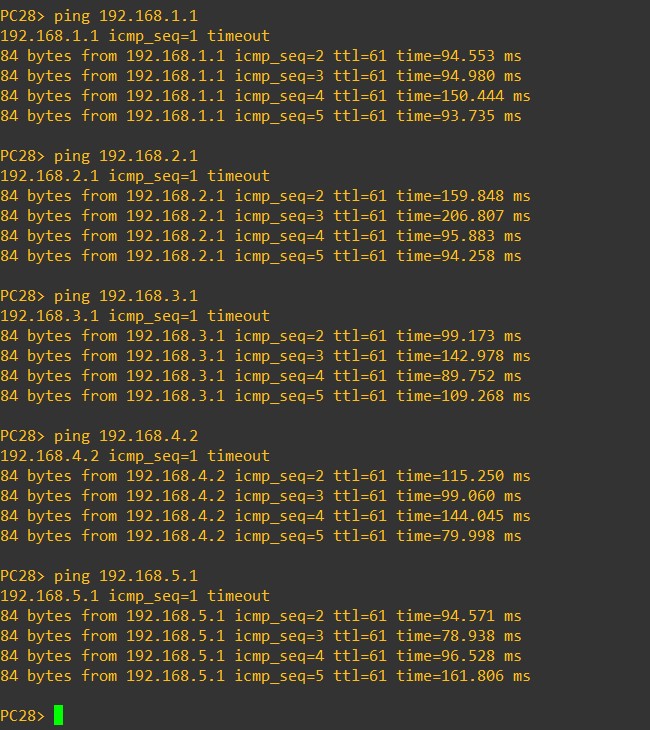 PC28> ping 192.168.1.1
192.168.1.1 icmp_seq=1 timeout
84 bytes from 192.168.1.1 icmp_seq=2 ttl=61 time=94.553 ms
84 bytes from 192.168.1.1 icmp_seq=3 ttl=61 time=94.980 ms
84 bytes from 192.168.1.1 icmp_seq=4 ttl=61 time=150.444 ms
84 bytes from 192.168.1.1 icmp_seq=5 ttl=61 time=93.735 ms
PC28> ping 192.168.2.1
192.168.2.1 icmp_seq=1 timeout
84 bytes from 192.168.2.1 icmp_seq=2 ttl=61 time=159.848 ms
84 bytes from 192.168.2.1 icmp_seq=3 ttl=61 time=206.807 ms
84 bytes from 192.168.2.1 icmp_seq=4 ttl=61 time=95.883 ms
84 bytes from 192.168.2.1 icmp_seq=5 ttl=61 time=94.258 ms
PC28> ping 192.168.3.1
192.168.3.1 icmp_seq=1 timeout
84 bytes from 192.168.3.1 icmp_seq=2 ttl=61 time=99.173 ms
84 bytes from 192.168.3.1 icmp_seq=3 ttl=61 time=142.978 ms
84 bytes from 192.168.3.1 icmp_seq=4 ttl=61 time=89.752 ms
84 bytes from 192.168.3.1 icmp_seq=5 ttl=61 time=109.268 ms
PC28> ping 192.168.4.2
192.168.4.2 icmp_seq=1 timeout
84 bytes from 192.168.4.2 icmp_seq=2 ttl=61 time=115.250 ms
84 bytes from 192.168.4.2 icmp_seq=3 ttl=61 time=99.060 ms
84 bytes from 192.168.4.2 icmp_seq=4 ttl=61 time=144.045 ms
84 bytes from 192.168.4.2 icmp_seq=5 ttl=61 time=79.998 ms
PC28> ping 192.168.5.1
192.168.5.1 icmp_seq=1 timeout
84 bytes from 192.168.5.1 icmp_seq=2 ttl=61 time=94.571 ms
84 bytes from 192.168.5.1 icmp_seq=3 ttl=61 time=78.938 ms
84 bytes from 192.168.5.1 icmp_seq=4 ttl=61 time=96.528 ms
84 bytes from 192.168.5.1 icmp_seq=5 ttl=61 time=161.806 ms
PC28>